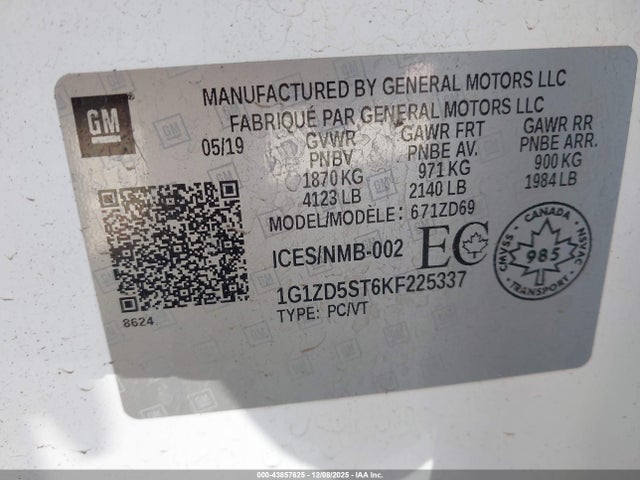 GM
MANUFACTURED BY GENERAL MOTORS LLC
FABRIQUÉ PAR GENERAL MOTORS LLC
05/19
GVWR
PNBV
1870 KG
4123 LB
GAWR FRT
PNBE AV.
971 KG
2140 LB
GAWR RR
PNBE ARR.
900 KG
1984 LB
MODEL/MODÈLE: 671ZD69
ICES/NMB-002
EC
1G1ZD5ST6KF225337
TYPE: PC/VT
8624
CANADA
CMVSS
NSVAC
985
TRANSPORT
000-43857625 - 12/08/2025 - IAA Inc.